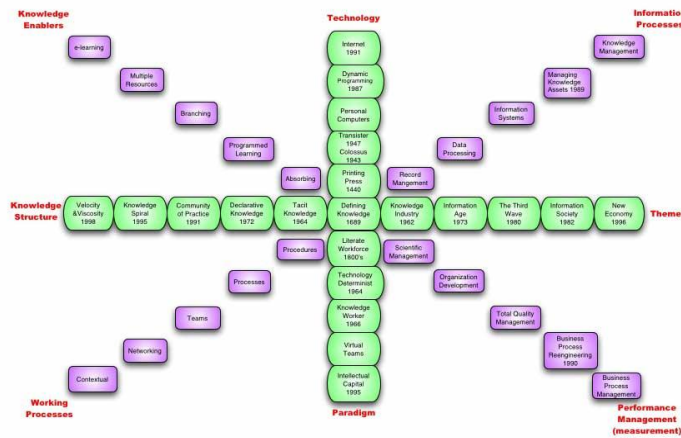 Knowledge
Enablers
Technology
Information
Processes
e-learning
Internet
1991
Knowledge
Management
Multiple
Resources
Dynamic
Programming
1987
Managing
Knowledge
Assets 1989
Branching
Personal
Computers
Information
Systems
Programmed
Learning
Transister
1947
Colossus
1943
Data
Processing
Absorbing
Printing
Press
1440
Record
Mangement
Knowledge
Structure
Velocity
&Viscosity
1998
Knowledge
Spiral
1995
Community
of Practice
1991
Declarative
Knowledge
1972
Tacit
Knowledge
1964
Defining
Knowledge
1689
Knowledge
Industry
1962
Information
Age
1973
The Third
Wave
1980
Information
Society
1982
New
Economy
1996
Theme
Procedures
Literate
Workforce
1800's
Scientific
Management
Processes
Technology
Determinist
1964
Organization
Development
Teams
Knowledge
Worker
1966
Total Quality
Management
Networking
Virtual
Teams
Business
Process
Reengineering
1990
Contextual
Intellectual
Capital
1995
Business
Process
Management
Working
Processes
Paradigm
Performance
Management
(measurement)